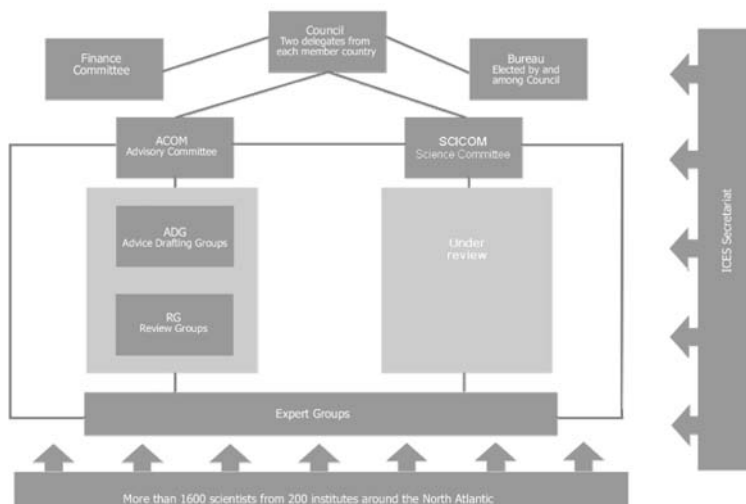 Council
Two delegates from
each member country
Finance
Committee
Bureau
Elected by and
among Council
ACOM
Advisory Committee
SCICOM
Science Committee
ADG
Advice Drafting Groups
Under
review
RG
Review Groups
ICES Secretariat
Expert Groups
More than 1600 scientists from 200 institutes around the North Atlantic